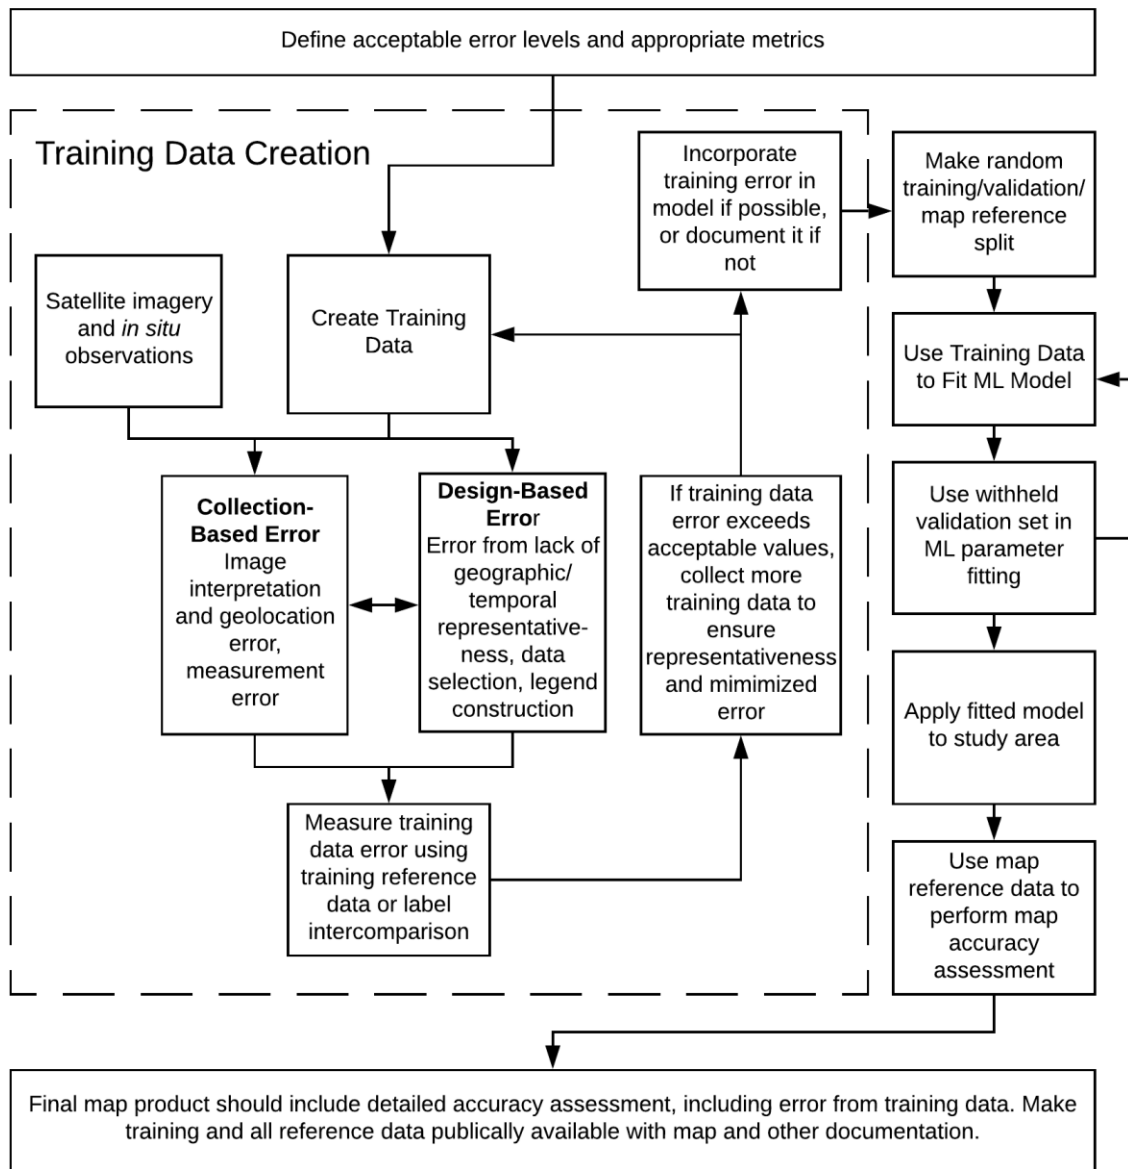 Define acceptable error levels and appropriate metrics
Training Data Creation
Satellite imagery
and in situ
observations
Create Training
Data
Collection-
Based Error
Image
interpretation
and geolocation
error,
measurement
error
Design-Based
Error
Error from lack of
geographic/
temporal
representative-
ness, data
selection, legend
construction
Measure training
data error using
training reference
data or label
intercomparison
If training data
error exceeds
acceptable values,
collect more
training data to
ensure
representativeness
and mimimized
error
Incorporate
training error in
model if possible,
or document it if
not
Make random
training/validation/
map reference
split
Use Training Data
to Fit ML Model
Use withheld
validation set in
ML parameter
fitting
Apply fitted model
to study area
Use map
reference data to
perform map
accuracy
assessment
Final map product should include detailed accuracy assessment, including error from training data. Make
training and all reference data publically available with map and other documentation.